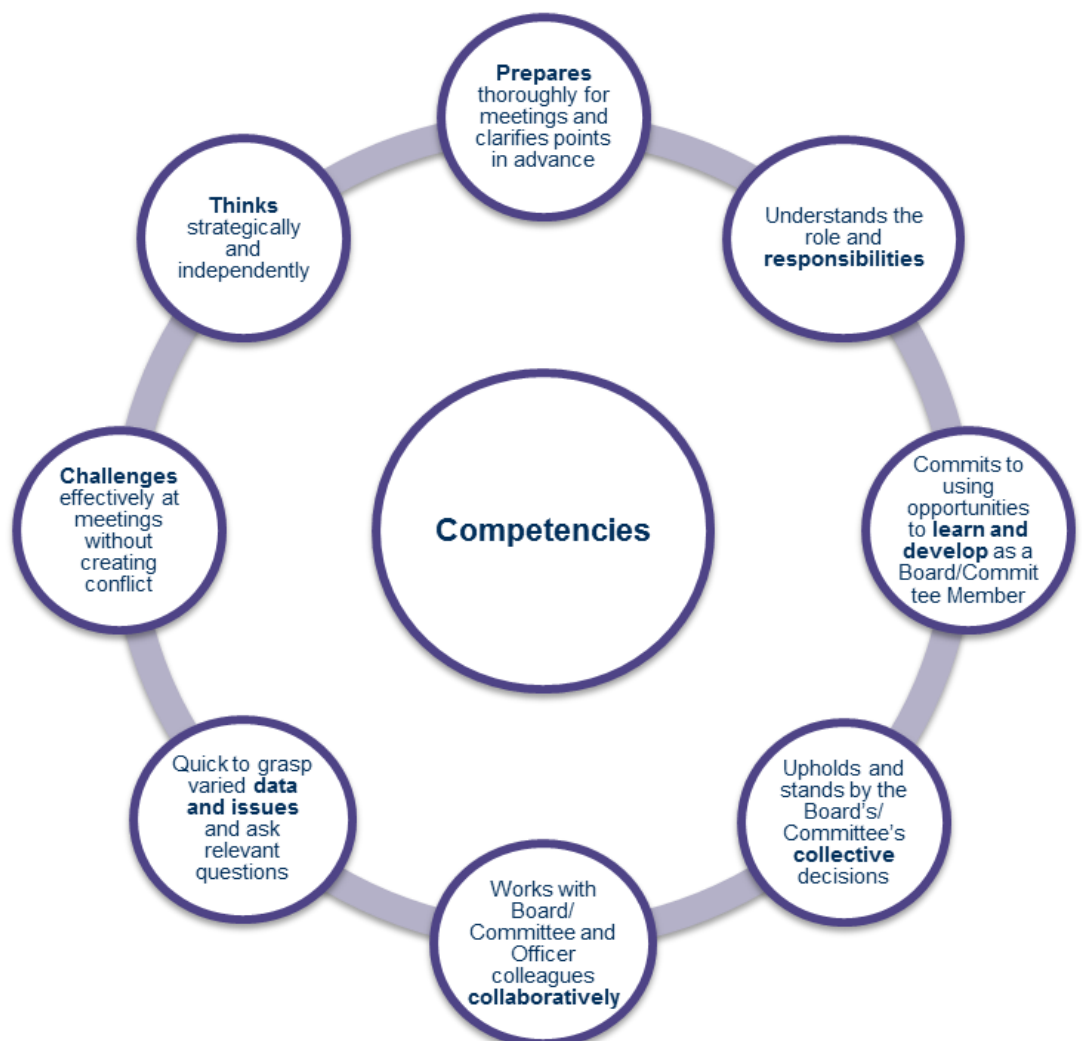 Prepares
thoroughly for
meetings and
clarifies points
in advance
Understands the
role and
responsibilities
Commits to
using
opportunities
to learn and
develop as a
Board/Commit
tee Member
Upholds and
stands by the
Board's/
Committee's
collective
decisions
Works with
Board/
Committee and
Officer
colleagues
collaboratively
Quick to grasp
varied data
and issues
and ask
relevant
questions
Challenges
effectively at
meetings
without
creating
conflict
Thinks
strategically
and
independently
Competencies